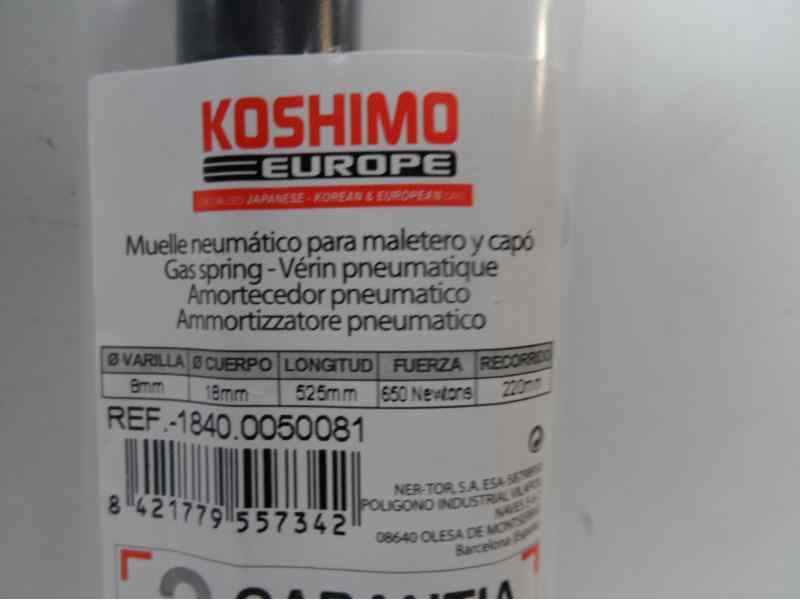 KOSHIMO
EUROPE
JAPANESE - KOREAN & EUROPEAN
Muelle neumático para maletero y capó
Gas spring - Vérin pneumatique
Amortecedor pneumatico
Ammortizzatore pneumatico
Ø VARILLA Ø CUERPO LONGITUD FUERZA RECORRIDO
8mm 18mm 525mm 650 Newtons 220mm
REF.-1840.0050081
8 421779 557342
NER-TOR, S.A.
POLIGONO INDUSTRIAL
NAVES
08640 OLESA DE
Barcelona
GARANTIA